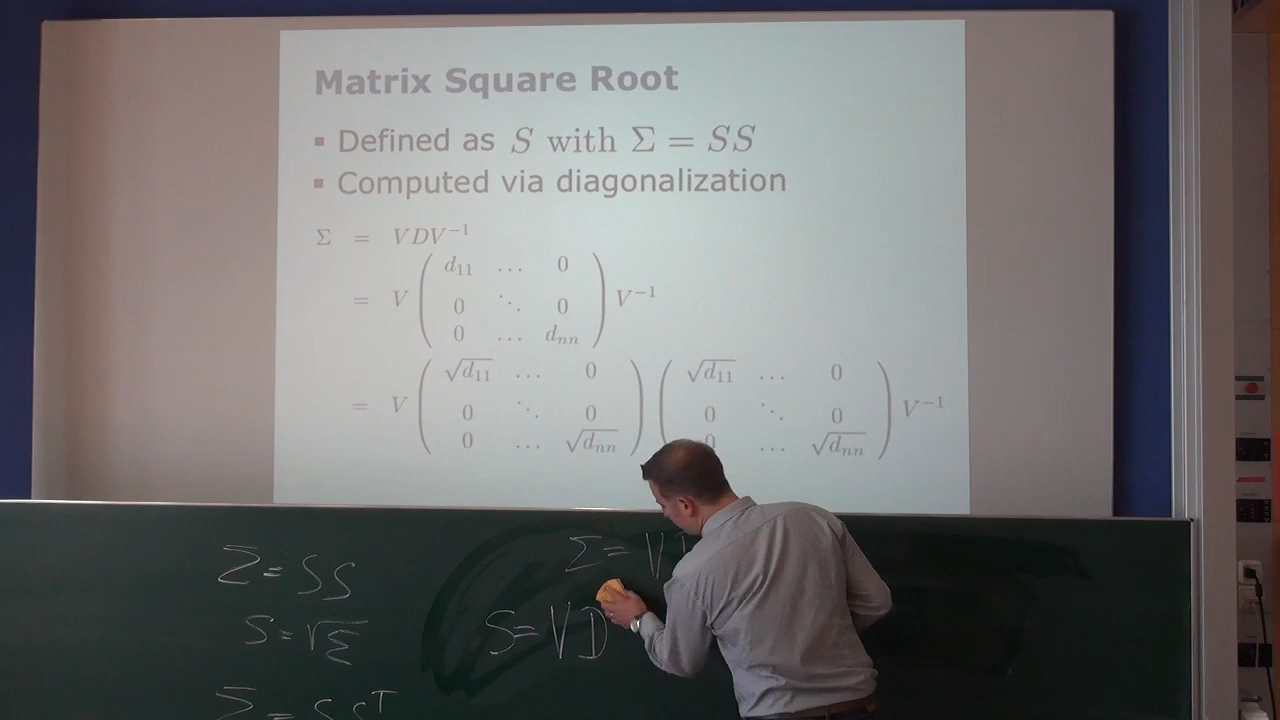 Matrix Square Root
▪ Defined as S with Σ = SS
▪ Computed via diagonalization
Σ = VDV⁻¹
= V ( d₁₁ … 0
0 ⋱ 0
0 … dₙₙ ) V⁻¹
= V ( √d₁₁ … 0
0 ⋱ 0
0 … √dₙₙ ) ( √d₁₁ … 0
0 ⋱ 0
0 … √dₙₙ ) V⁻¹
Σ = SS
S = √Σ
Σ = SSᵀ
Σ = V
S = VD